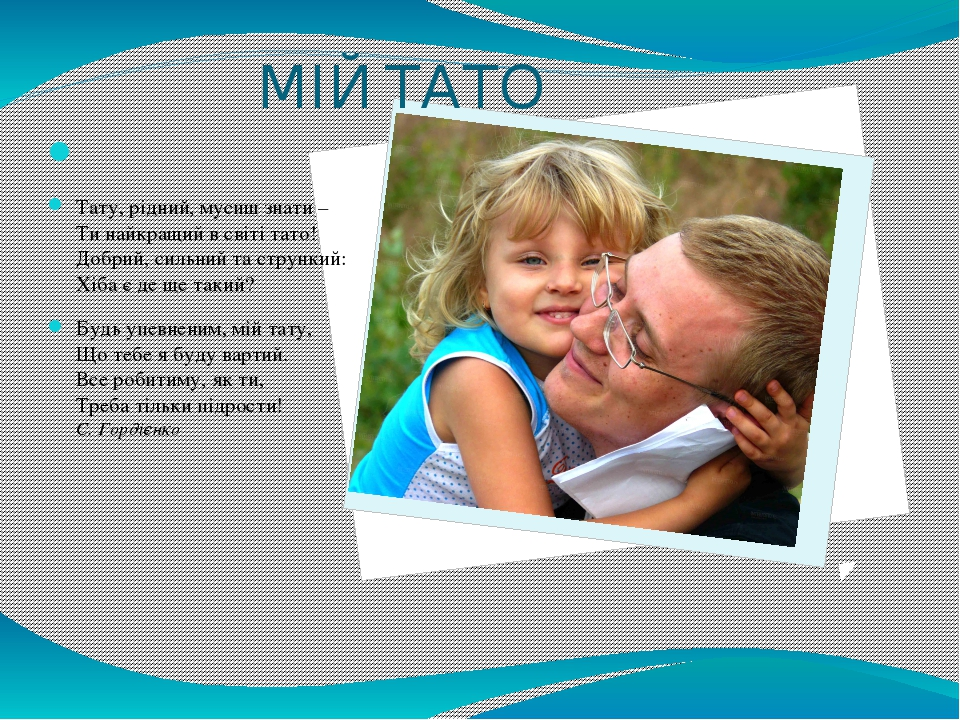 МІЙ ТАТО
Тату, рідний, мусиш знати –
Ти найкращий в світі тато!
Добрий, сильний та стрункий:
Хіба є де ще такий?
Будь упевненим, мій тату,
Що тебе я буду вартий.
Все робитиму, як ти,
Треба тільки підрости!
С. Гордієнко